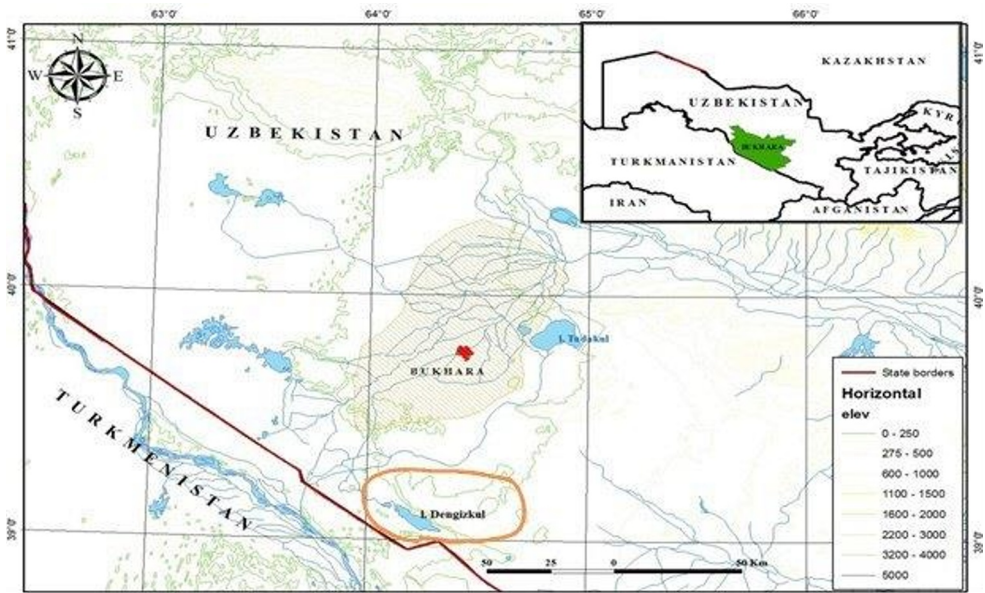 63°0'
64°0'
65°0'
66°0'
41°0'
41°0'
N
W
E
S
KAZAKHSTAN
UZBEKISTAN
KYR
BUKHARA
TURKMANISTAN
TAJIKISTAN
IRAN
AFGANISTAN
UZBEKISTAN
40°0'
40°0'
l. Tudakul
BUKHARA
TURKMENISTAN
l. Dengizkul
39°0'
39°0'
State borders
Horizontal
elev
0 - 250
275 - 500
600 - 1000
1100 - 1500
1600 - 2000
2200 - 3000
3200 - 4000
5000
50 25 0 50 Km